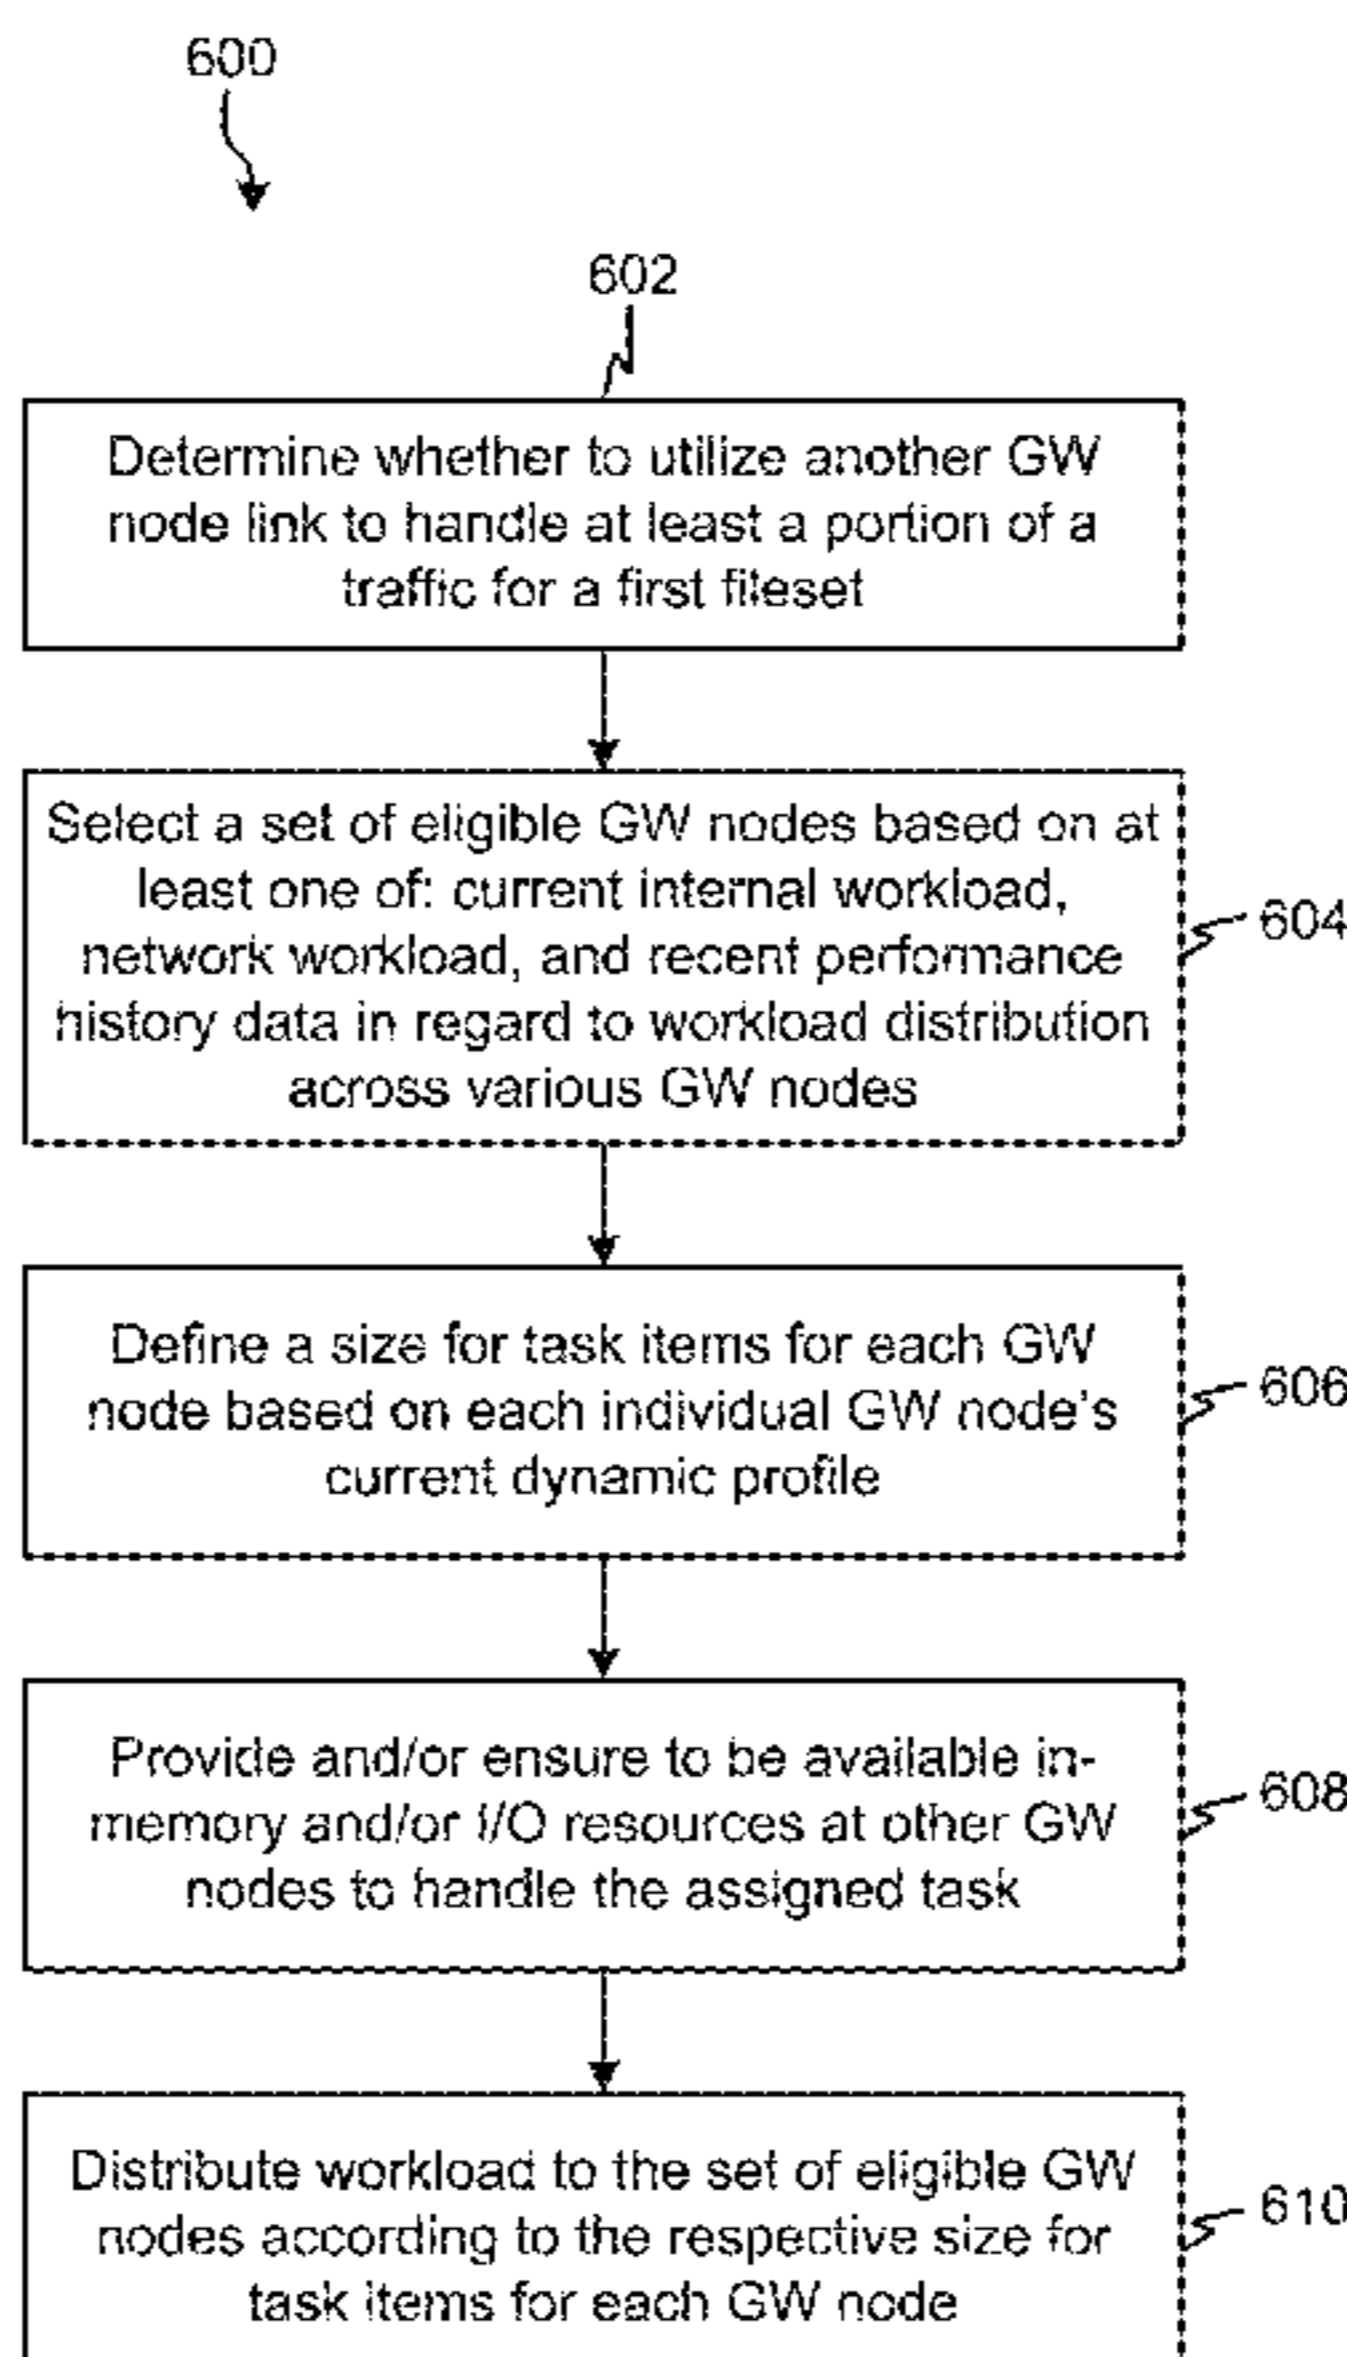 600
602
Determine whether to utilize another GW
node link to handle at least a portion of a
traffic for a first fileset
Select a set of eligible GW nodes based on at
least one of: current internal workload,
network workload, and recent performance
history data in regard to workload distribution
across various GW nodes
604
Define a size for task items for each GW
node based on each individual GW node's
current dynamic profile
606
Provide and/or ensure to be available in-
memory and/or I/O resources at other GW
nodes to handle the assigned task
608
Distribute workload to the set of eligible GW
nodes according to the respective size for
task items for each GW node
610